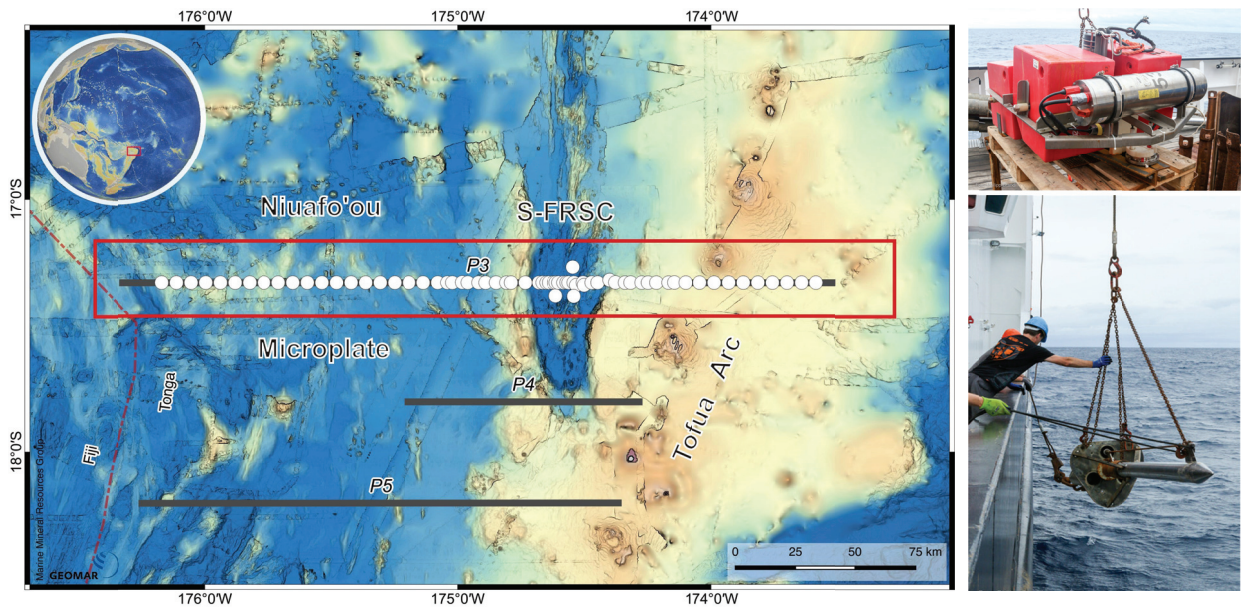 176°0'W
175°0'W
174°0'W
17°0'S
Niuafo'ou
S-FRSC
P3
Microplate
P4
Tofua Arc
Tonga
Fiji
18°0'S
P5
Marine Mineral Resources Group
GEOMAR
0 25 50 75 km
176°0'W
175°0'W
174°0'W